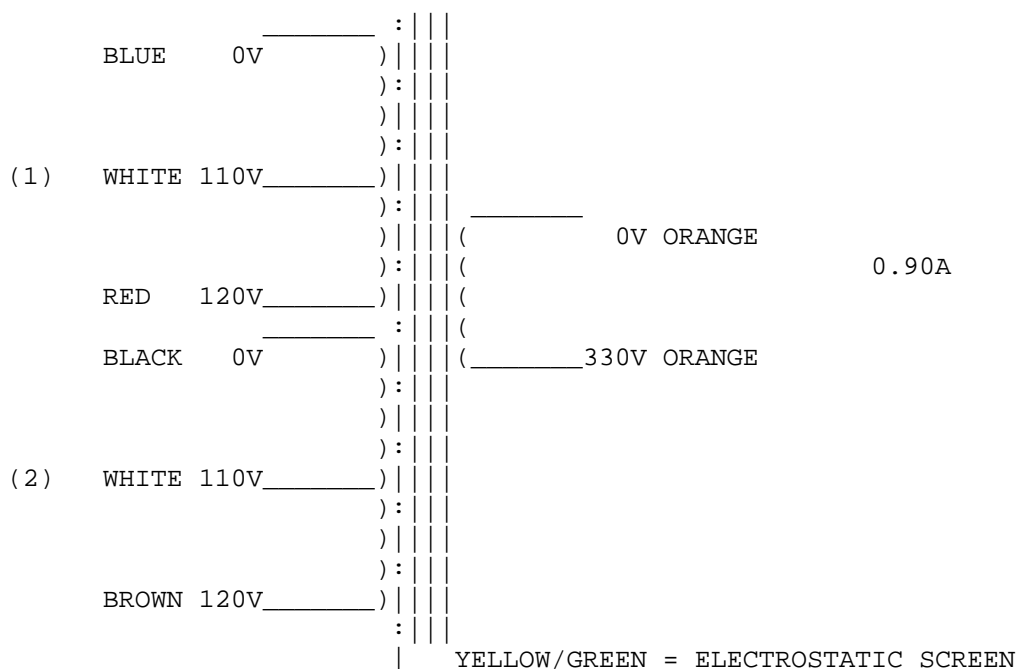 BLUE 0V
(1) WHITE 110V
0V ORANGE
0.90A
RED 120V
BLACK 0V 330V ORANGE
(2) WHITE 110V
BROWN 120V
YELLOW/GREEN = ELECTROSTATIC SCREEN